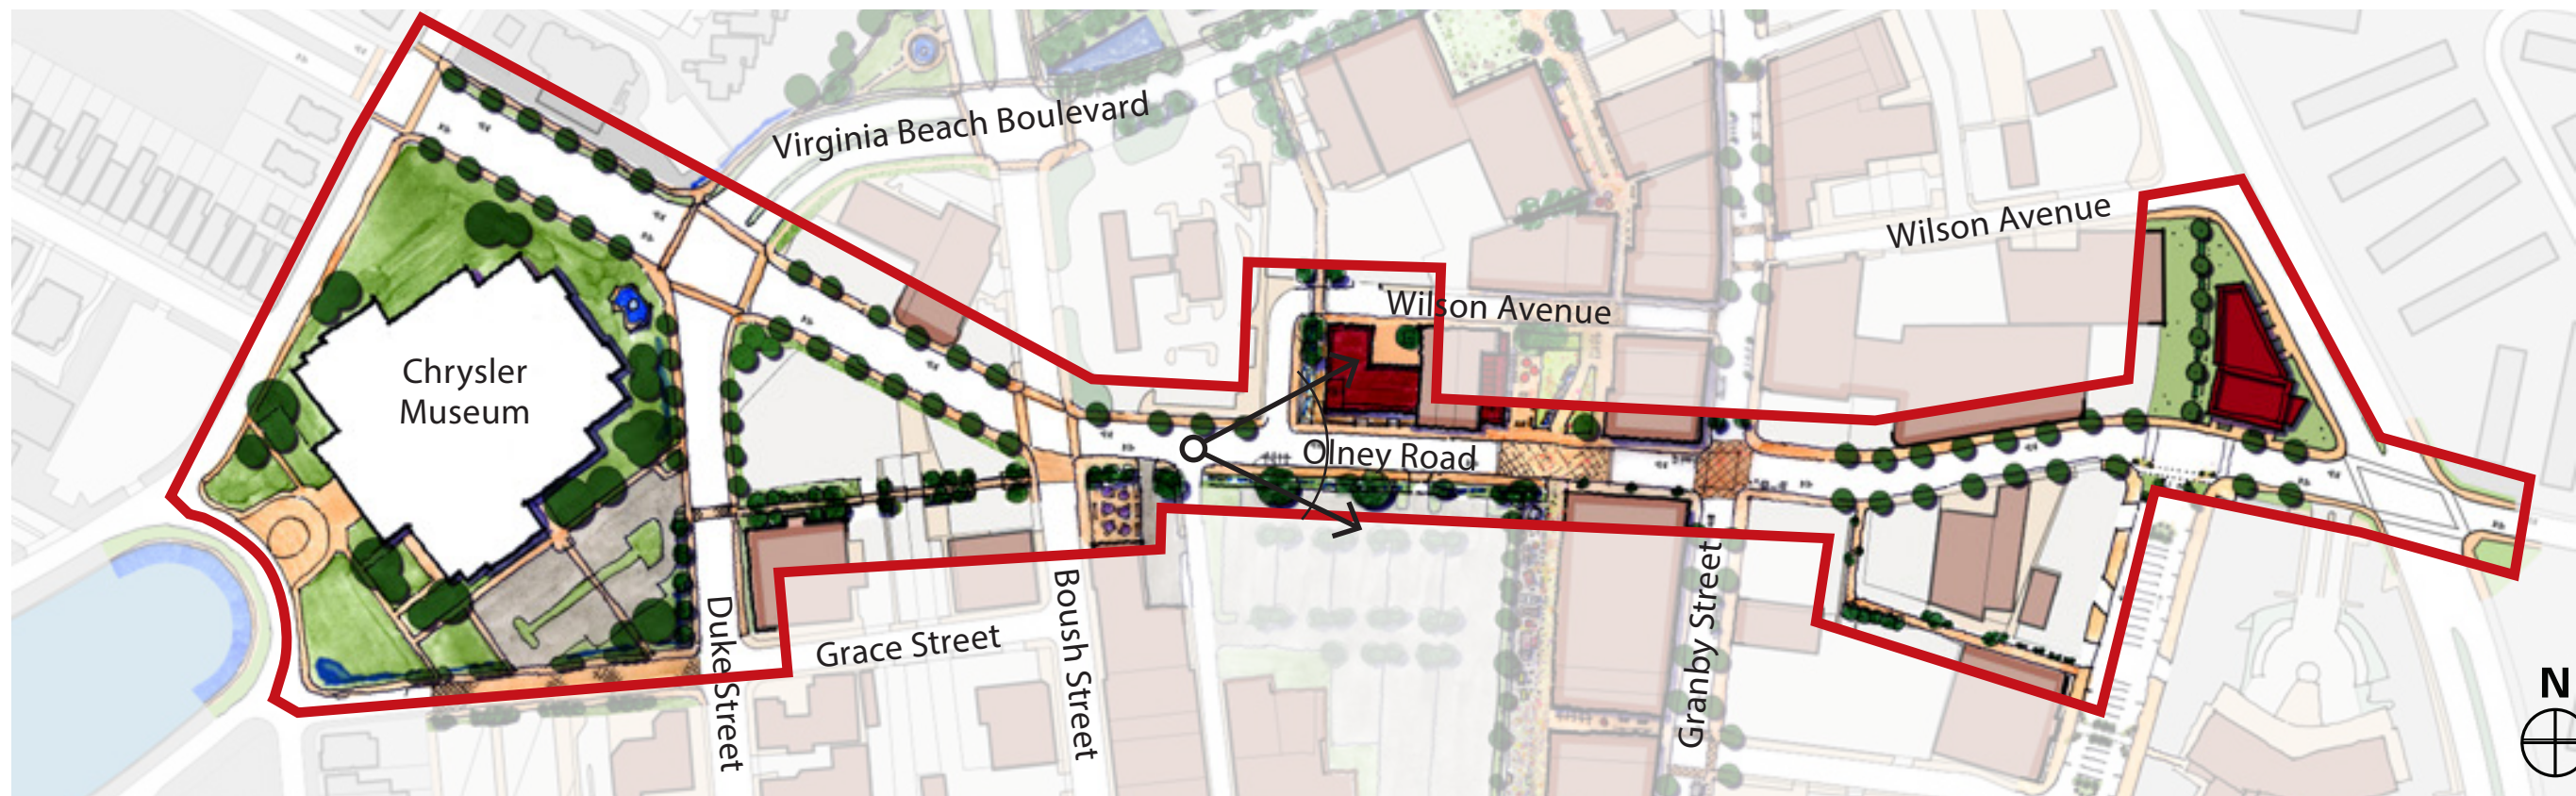 Virginia Beach Boulevard
Wilson Avenue
Wilson Avenue
Chrysler
Museum
Olney Road
Granby Street
Duke Street
Boush Street
Grace Street
N